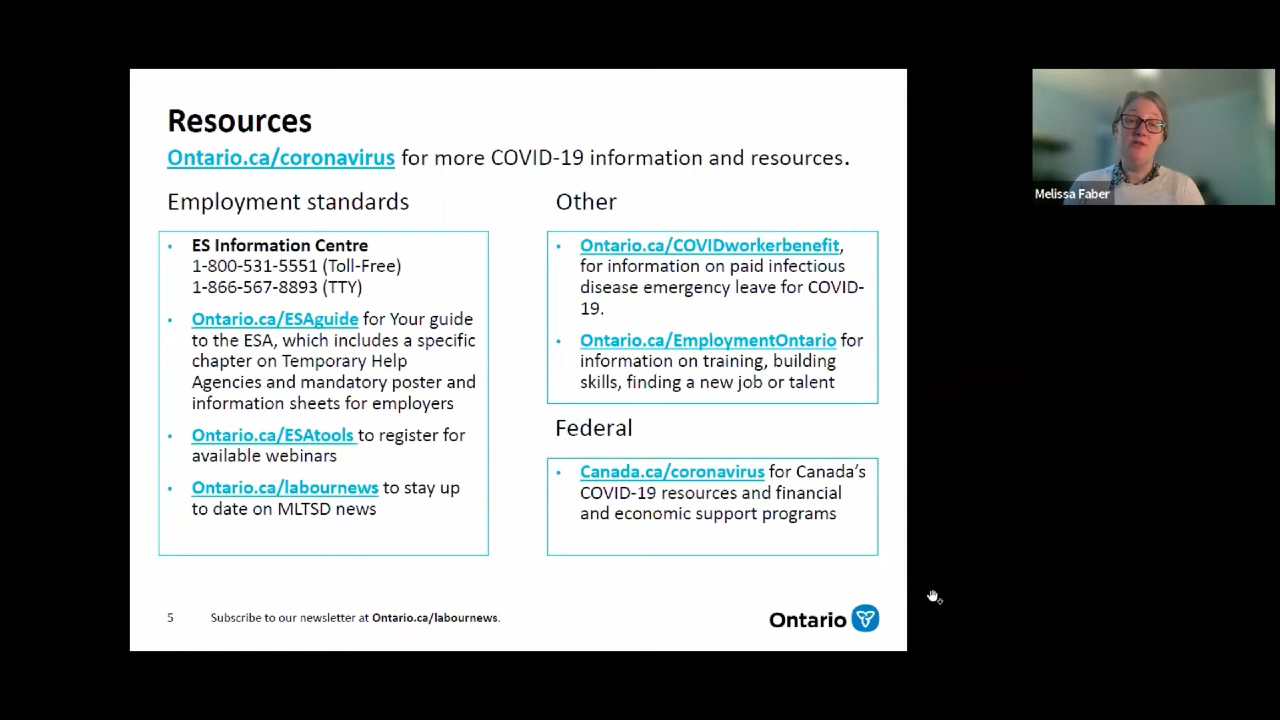 Resources
Ontario.ca/coronavirus for more COVID-19 information and resources.
Employment standards
• ES Information Centre
1-800-531-5551 (Toll-Free)
1-866-567-8893 (TTY)
• Ontario.ca/ESAguide for Your guide
to the ESA, which includes a specific
chapter on Temporary Help
Agencies and mandatory poster and
information sheets for employers
• Ontario.ca/ESAtools to register for
available webinars
• Ontario.ca/labournews to stay up
to date on MLTSD news
Other
• Ontario.ca/COVIDworkerbenefit,
for information on paid infectious
disease emergency leave for COVID-
19.
• Ontario.ca/EmploymentOntario for
information on training, building
skills, finding a new job or talent
Federal
• Canada.ca/coronavirus for Canada's
COVID-19 resources and financial
and economic support programs
5 Subscribe to our newsletter at Ontario.ca/labournews.
Ontario
Melissa Faber